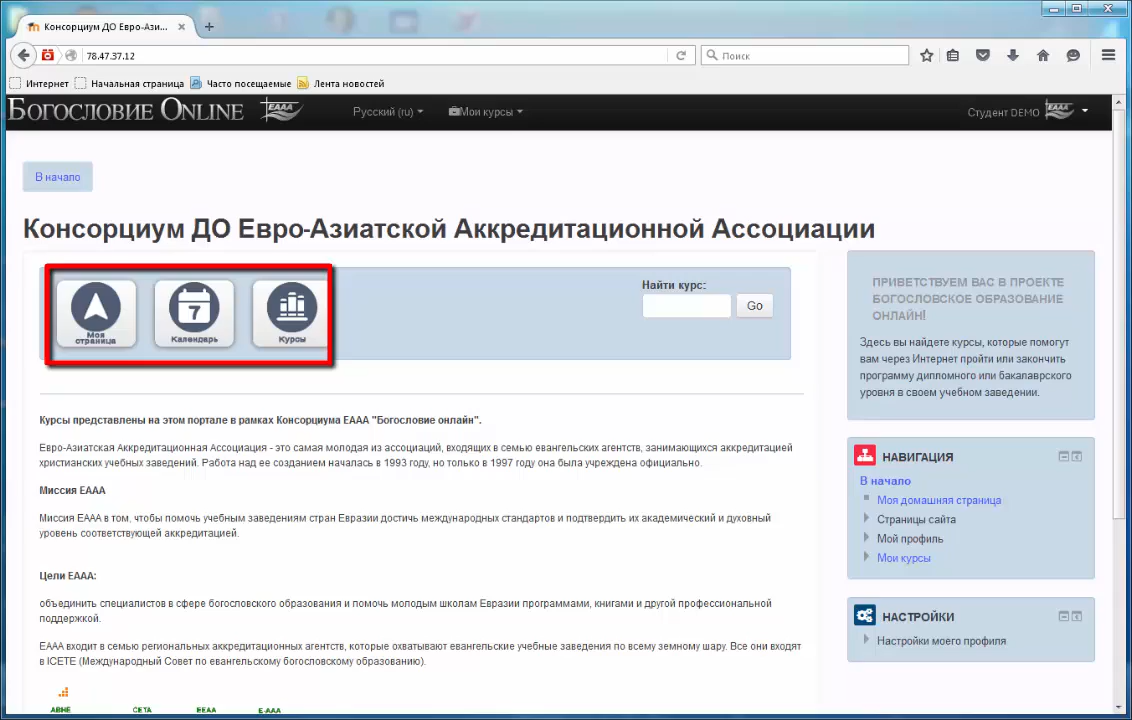 Консорциум ДО Евро-Ази...
78.47.37.12
Поиск
Интернет Начальная страница Часто посещаемые Лента новостей
БОГОСЛОВИЕ ONLINE EAAA Русский (ru) Мои курсы Студент DEMO
В начало
Консорциум ДО Евро-Азиатской Аккредитационной Ассоциации
Моя страница
7 Календарь
Курсы
Найти курс:
Go
Курсы представлены на этом портале в рамках Консорциума ЕААА "Богословие онлайн".
Евро-Азиатская Аккредитационная Ассоциация - это самая молодая из ассоциаций, входящих в семью евангельских агентств, занимающихся аккредитацией
христианских учебных заведений. Работа над ее созданием началась в 1993 году, но только в 1997 году она была учреждена официально.
Миссия ЕААА
Миссия ЕААА в том, чтобы помочь учебным заведениям стран Евразии достичь международных стандартов и подтвердить их академический и духовный
уровень соответствующей аккредитацией.
Цели ЕААА:
объединить специалистов в сфере богословского образования и помочь молодым школам Евразии программами, книгами и другой профессиональной
поддержкой.
ЕААА входит в семью региональных аккредитационных агентств, которые охватывают евангельские учебные заведения по всему земному шару. Все они входят
в ICETE (Международный Совет по евангельскому богословскому образованию).
ABHE CETA EEAA E-AAA
ПРИВЕТСТВУЕМ ВАС В ПРОЕКТЕ
БОГОСЛОВСКОЕ ОБРАЗОВАНИЕ
ОНЛАЙН!
Здесь вы найдете курсы, которые помогут
вам через Интернет пройти или закончить
программу дипломного или бакалаврского
уровня в своем учебном заведении.
НАВИГАЦИЯ
В начало
Моя домашняя страница
Страницы сайта
Мой профиль
Мои курсы
НАСТРОЙКИ
Настройки моего профиля